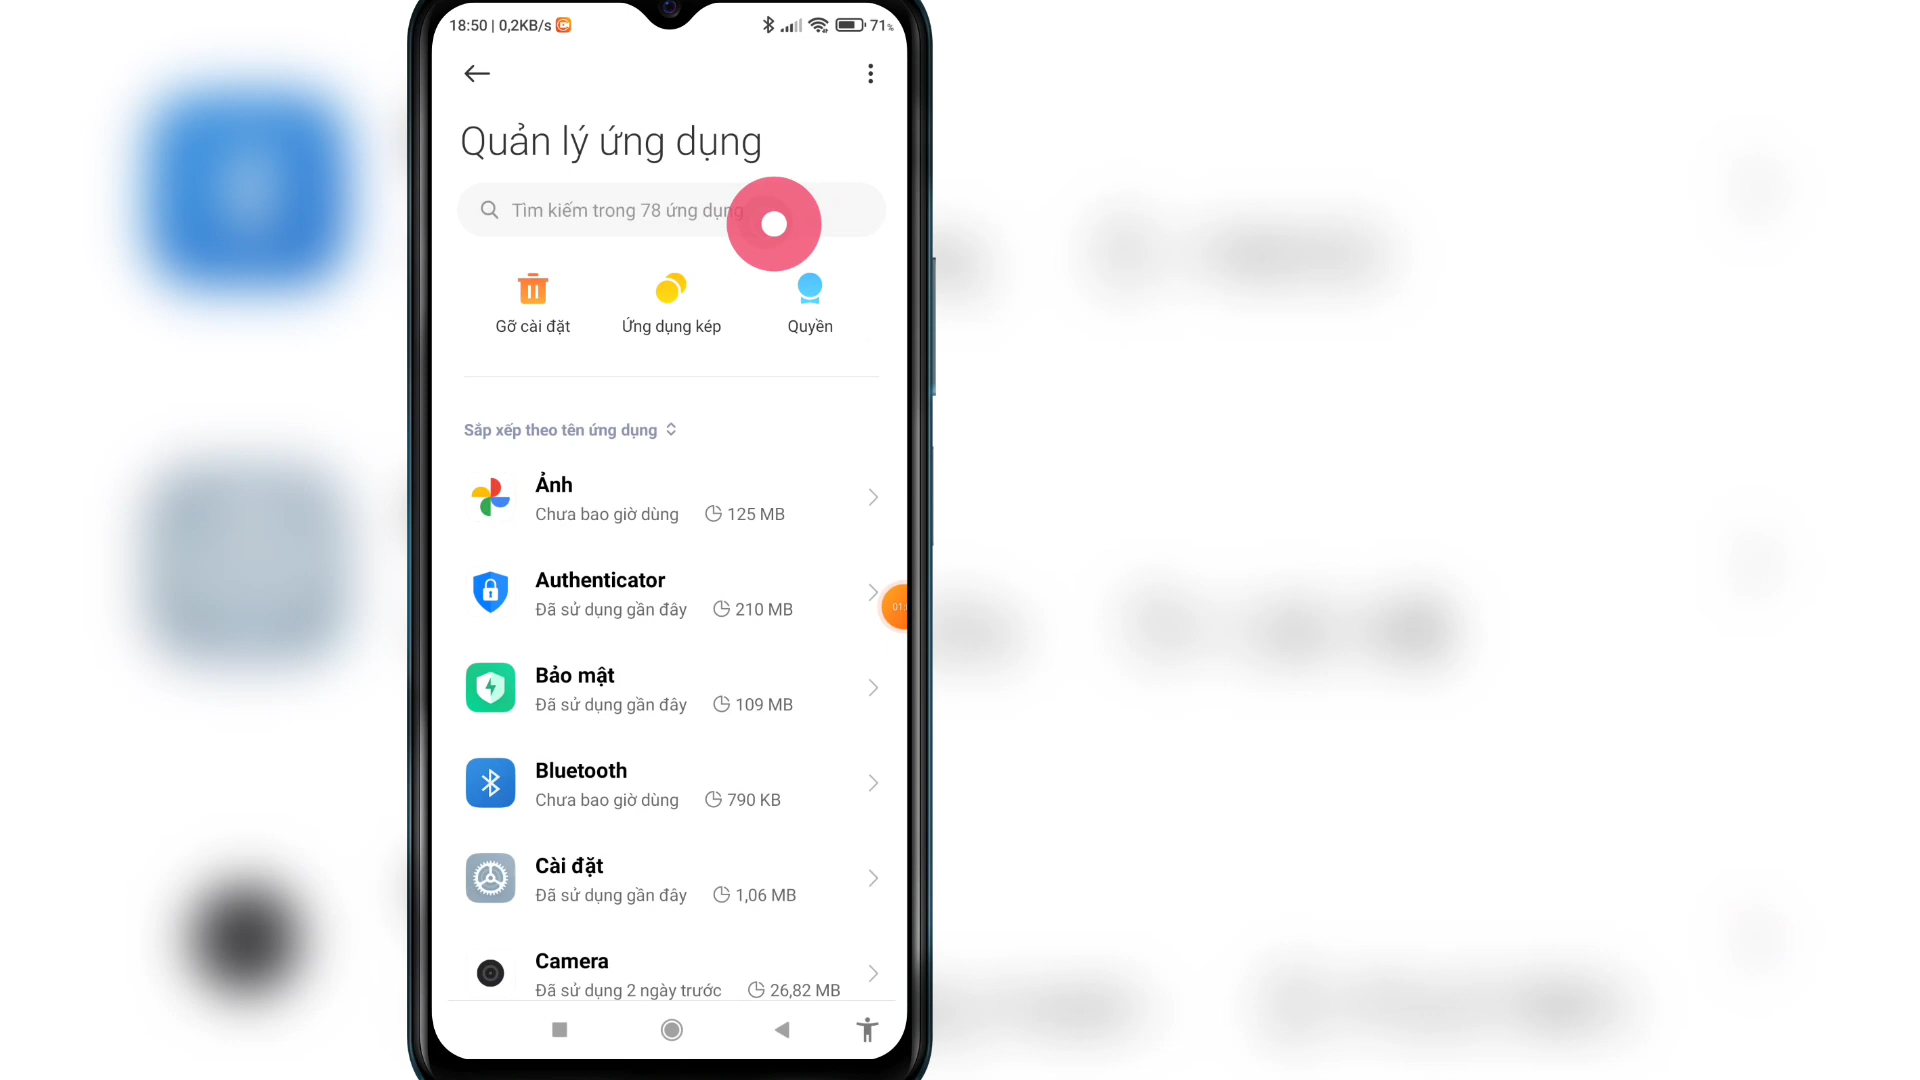 18:50 | 0,2KB/s
71%
Quản lý ứng dụng
Tìm kiếm trong 78 ứng dụng
Gỡ cài đặt
Ứng dụng kép
Quyền
Sắp xếp theo tên ứng dụng
Ảnh
Chưa bao giờ dùng 125 MB
Authenticator
Đã sử dụng gần đây 210 MB
Bảo mật
Đã sử dụng gần đây 109 MB
Bluetooth
Chưa bao giờ dùng 790 KB
Cài đặt
Đã sử dụng gần đây 1,06 MB
Camera
Đã sử dụng 2 ngày trước 26,82 MB